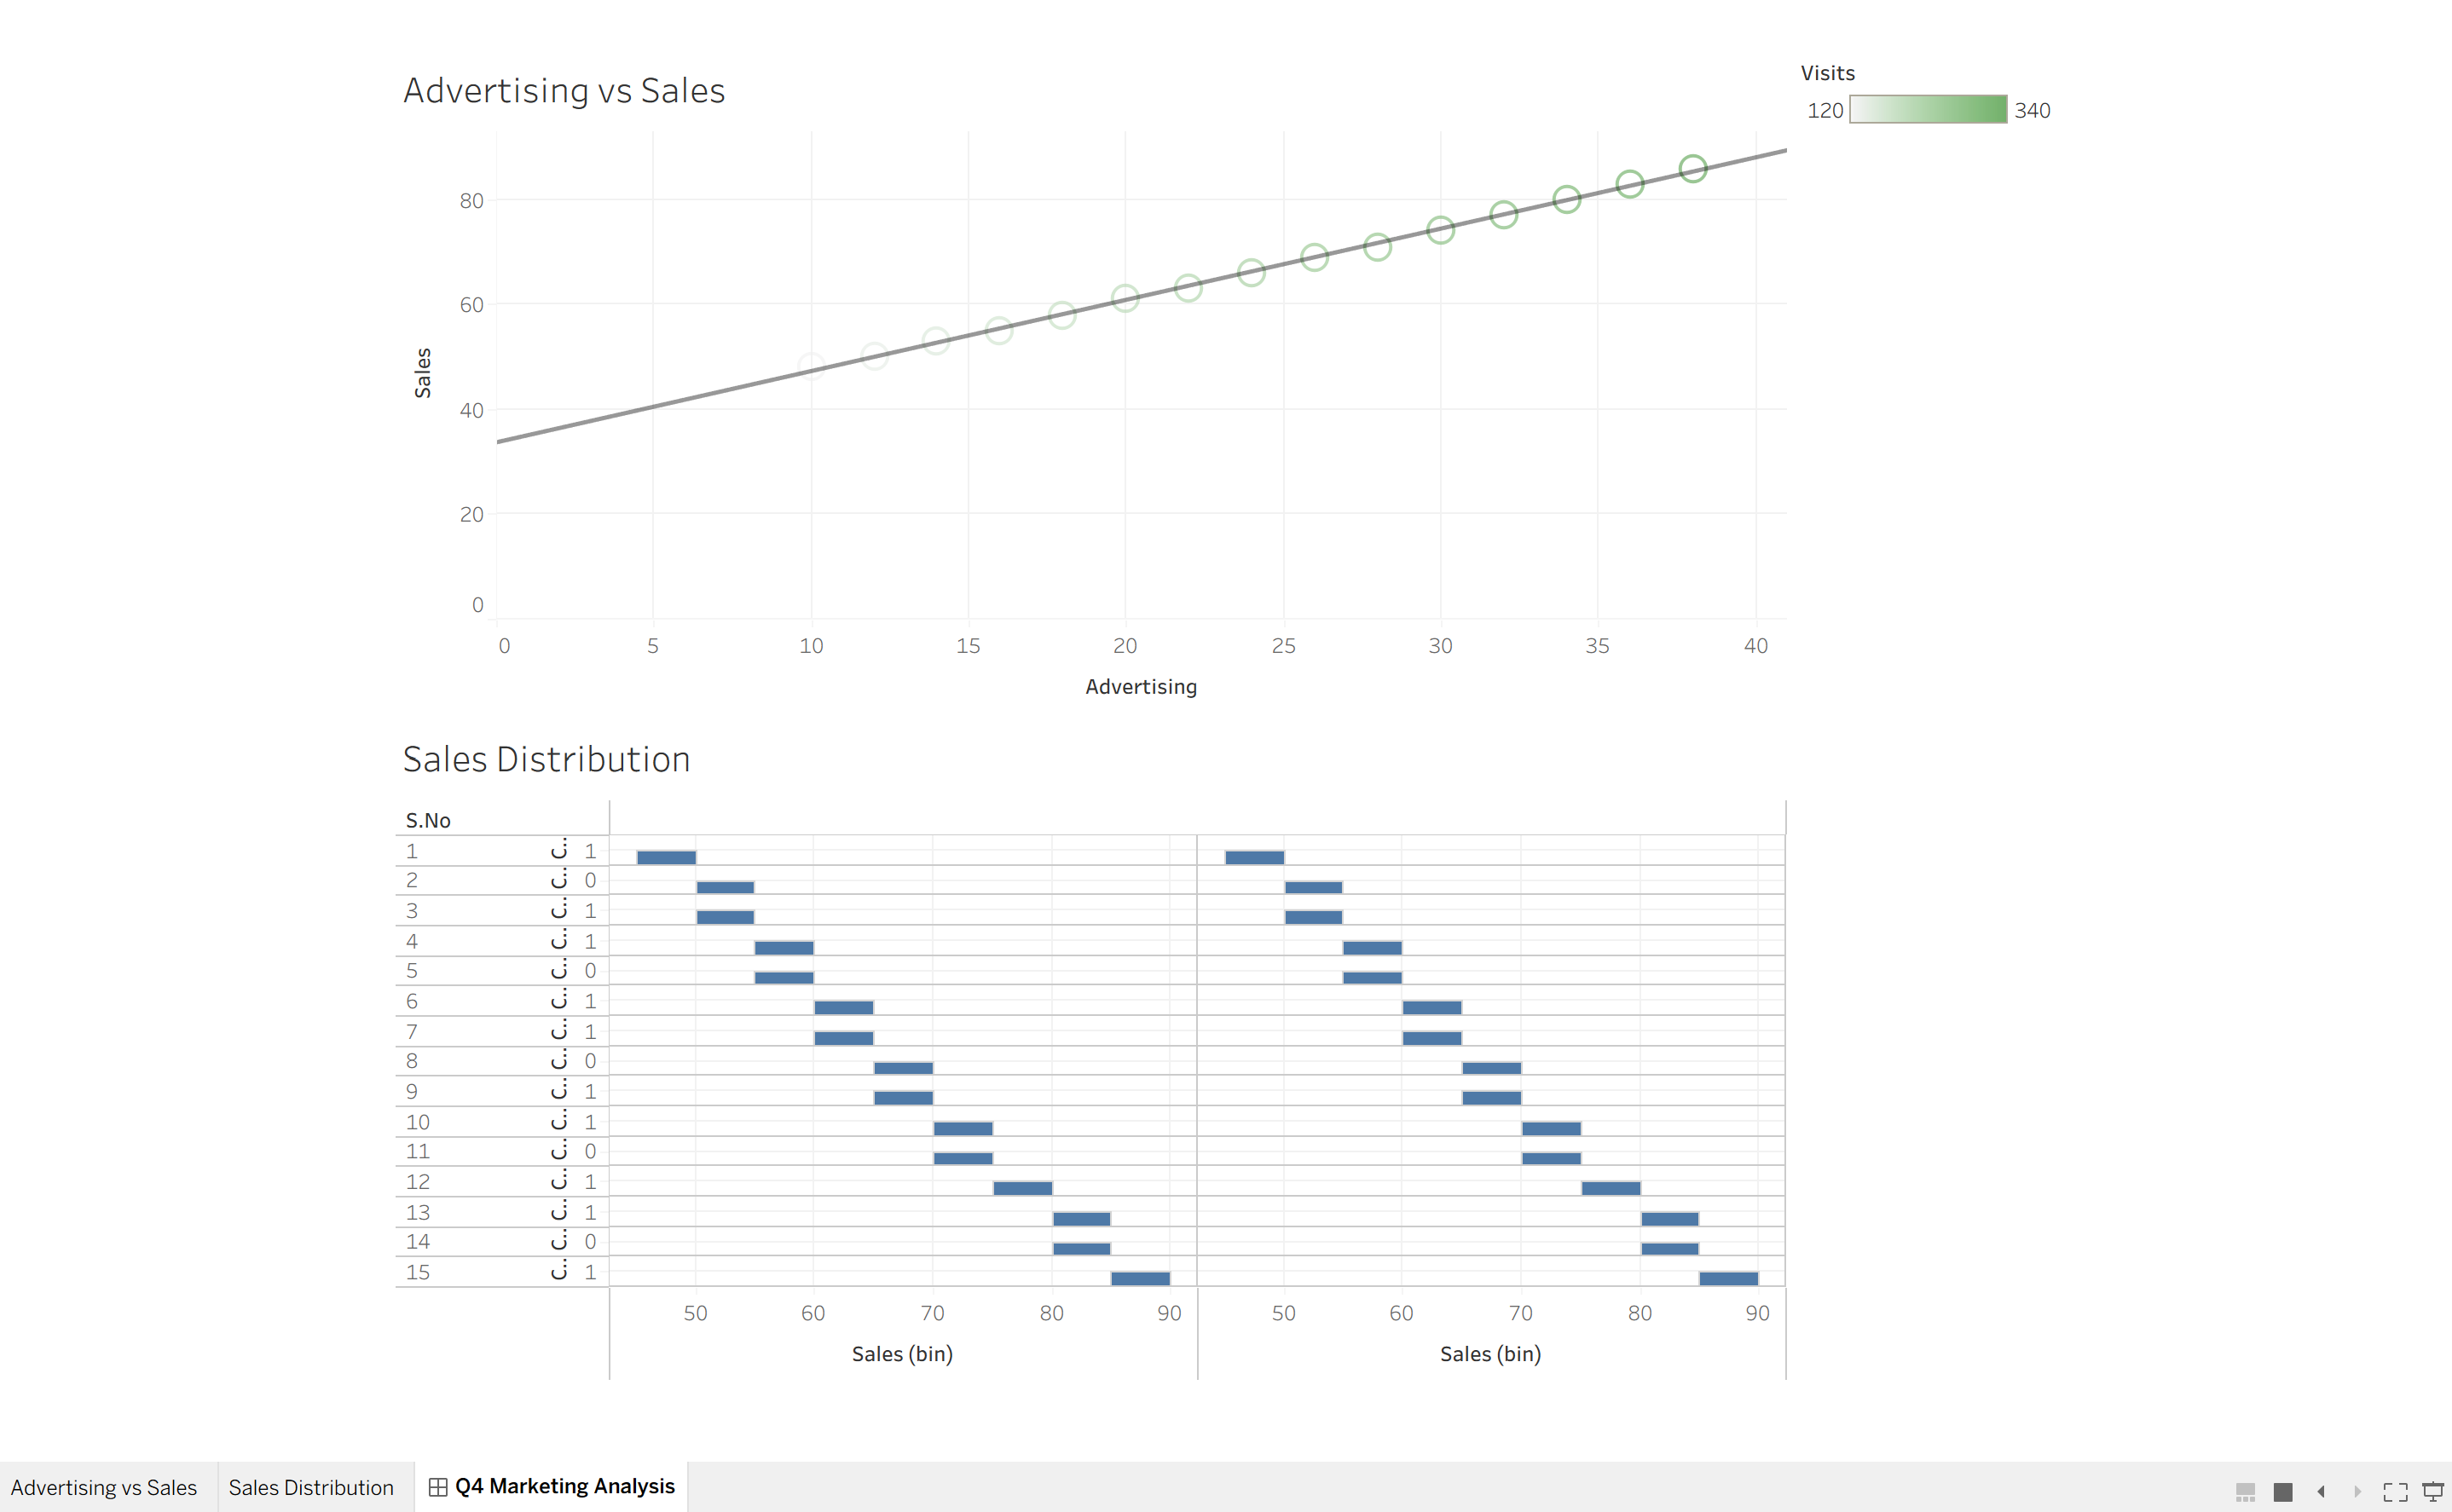 Advertising vs Sales
Visits
120 340
80
60
40
20
0
Sales
0 5 10 15 20 25 30 35 40
Advertising
Sales Distribution
S.No
1 C.. 1
2 C.. 0
3 C.. 1
4 C.. 1
5 C.. 0
6 C.. 1
7 C.. 1
8 C.. 0
9 C.. 1
10 C.. 1
11 C.. 0
12 C.. 1
13 C.. 1
14 C.. 0
15 C.. 1
50 60 70 80 90 50 60 70 80 90
Sales (bin) Sales (bin)
Advertising vs Sales Sales Distribution Q4 Marketing Analysis